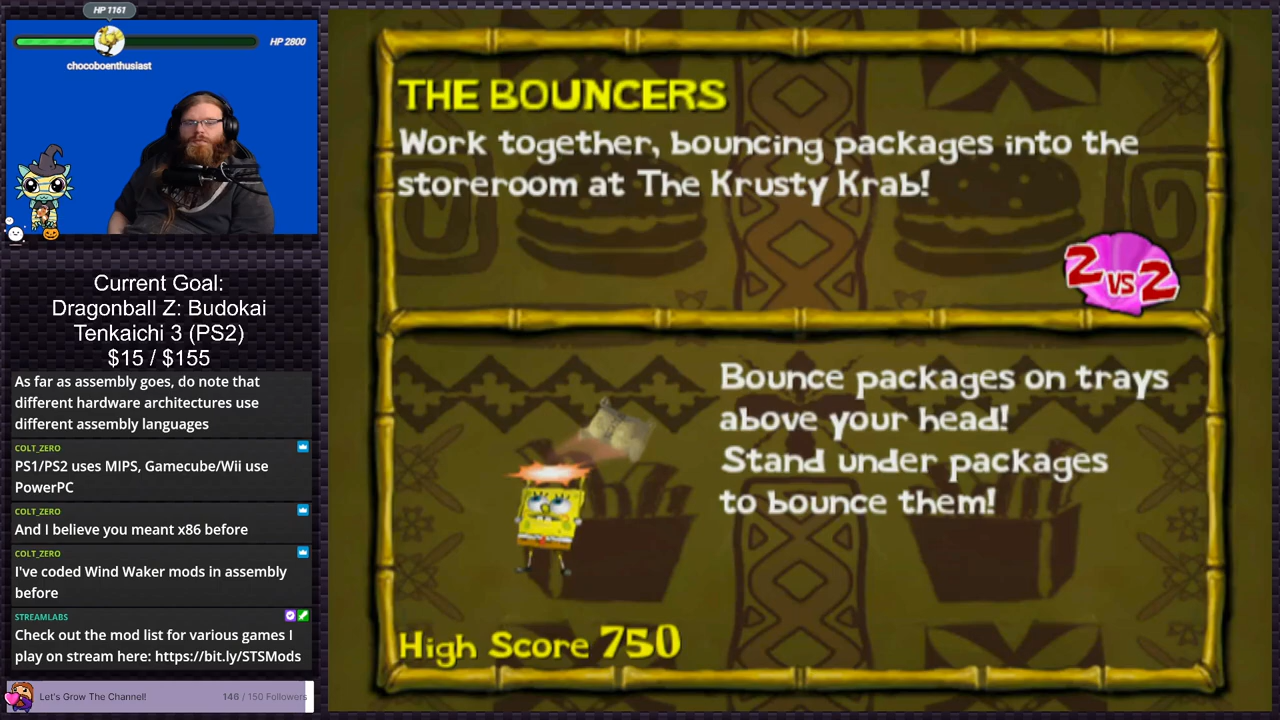 HP 1161
HP 2800
chocoboenthusiast
Current Goal:
Dragonball Z: Budokai
Tenkaichi 3 (PS2)
$15 / $155
As far as assembly goes, do note that
different hardware architectures use
different assembly languages
COLT_ZERO
PS1/PS2 uses MIPS, Gamecube/Wii use
PowerPC
COLT_ZERO
And I believe you meant x86 before
COLT_ZERO
I've coded Wind Waker mods in assembly
before
STREAMLABS
Check out the mod list for various games I
play on stream here: https://bit.ly/STSMods
Let's Grow The Channel!
146 / 150 Followers
THE BOUNCERS
Work together, bouncing packages into the
storeroom at The Krusty Krab!
2 vs 2
Bounce packages on trays
above your head!
Stand under packages
to bounce them!
High Score 750